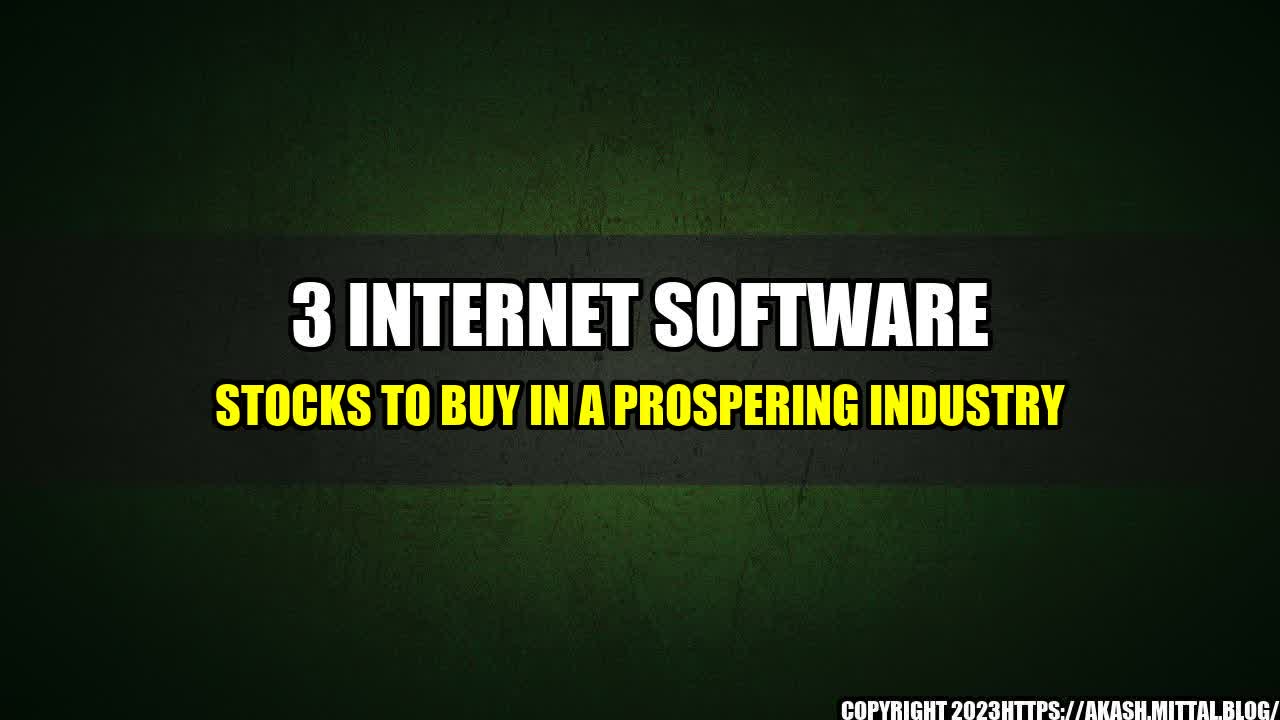 3 INTERNET SOFTWARE
STOCKS TO BUY IN A PROSPERING INDUSTRY
COPYRIGHT 2023HTTPS://AKASH.MITTAL.BLOG/